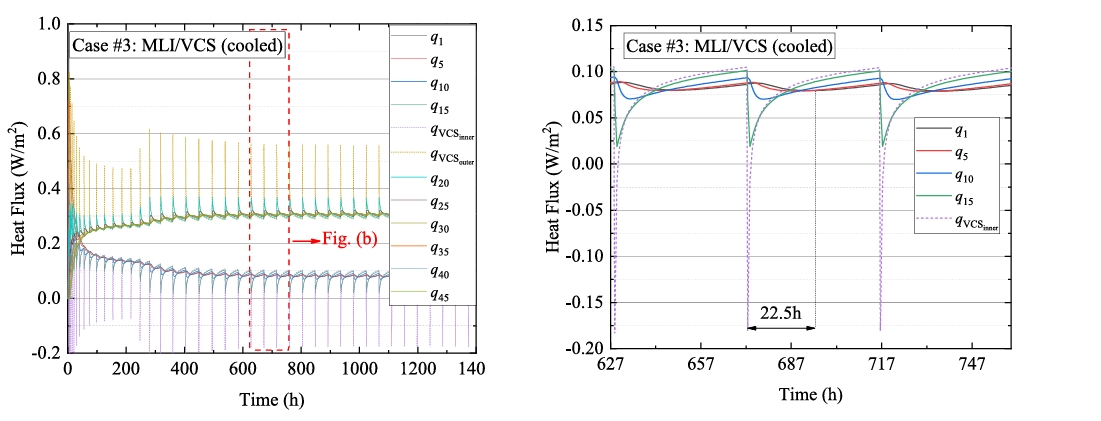 Case #3: MLI/VCS (cooled)
Heat Flux (W/m²)
1.0
0.8
0.6
0.4
0.2
0.0
-0.2
0 200 400 600 800 1000 1200 140
Time (h)
Fig. (b)
q1
q5
q10
q15
qVCSinner
qVCSouter
q20
q25
q30
q35
q40
q45
Case #3: MLI/VCS (cooled)
Heat Flux (W/m²)
0.15
0.10
0.05
0.00
-0.05
-0.10
-0.15
-0.20
627 657 687 717 747
Time (h)
22.5h
q1
q5
q10
q15
qVCSinner